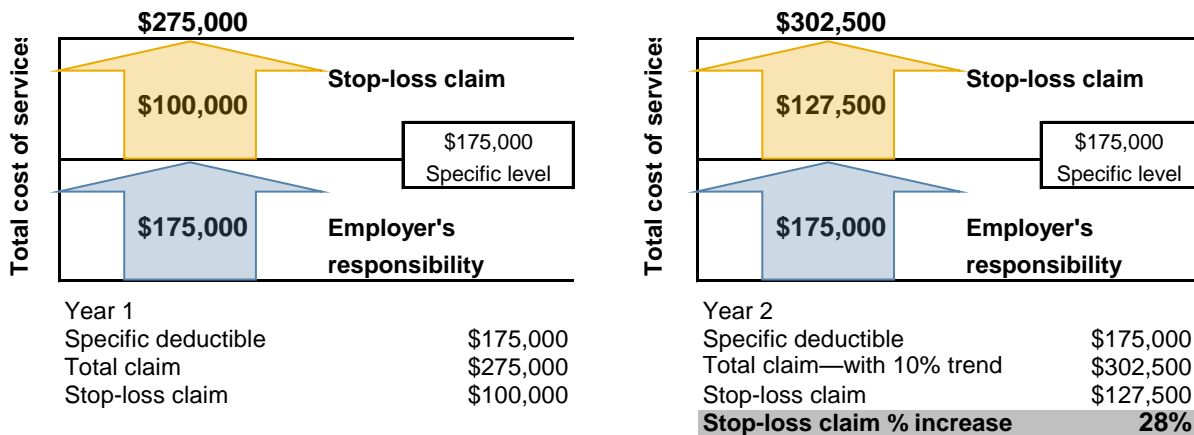 $275,000
Total cost of services
Stop-loss claim
$100,000
$175,000
Specific level
$175,000
Employer's
responsibility
Year 1
Specific deductible $175,000
Total claim $275,000
Stop-loss claim $100,000
$302,500
Total cost of services
Stop-loss claim
$127,500
$175,000
Specific level
$175,000
Employer's
responsibility
Year 2
Specific deductible $175,000
Total claim—with 10% trend $302,500
Stop-loss claim $127,500
Stop-loss claim % increase 28%